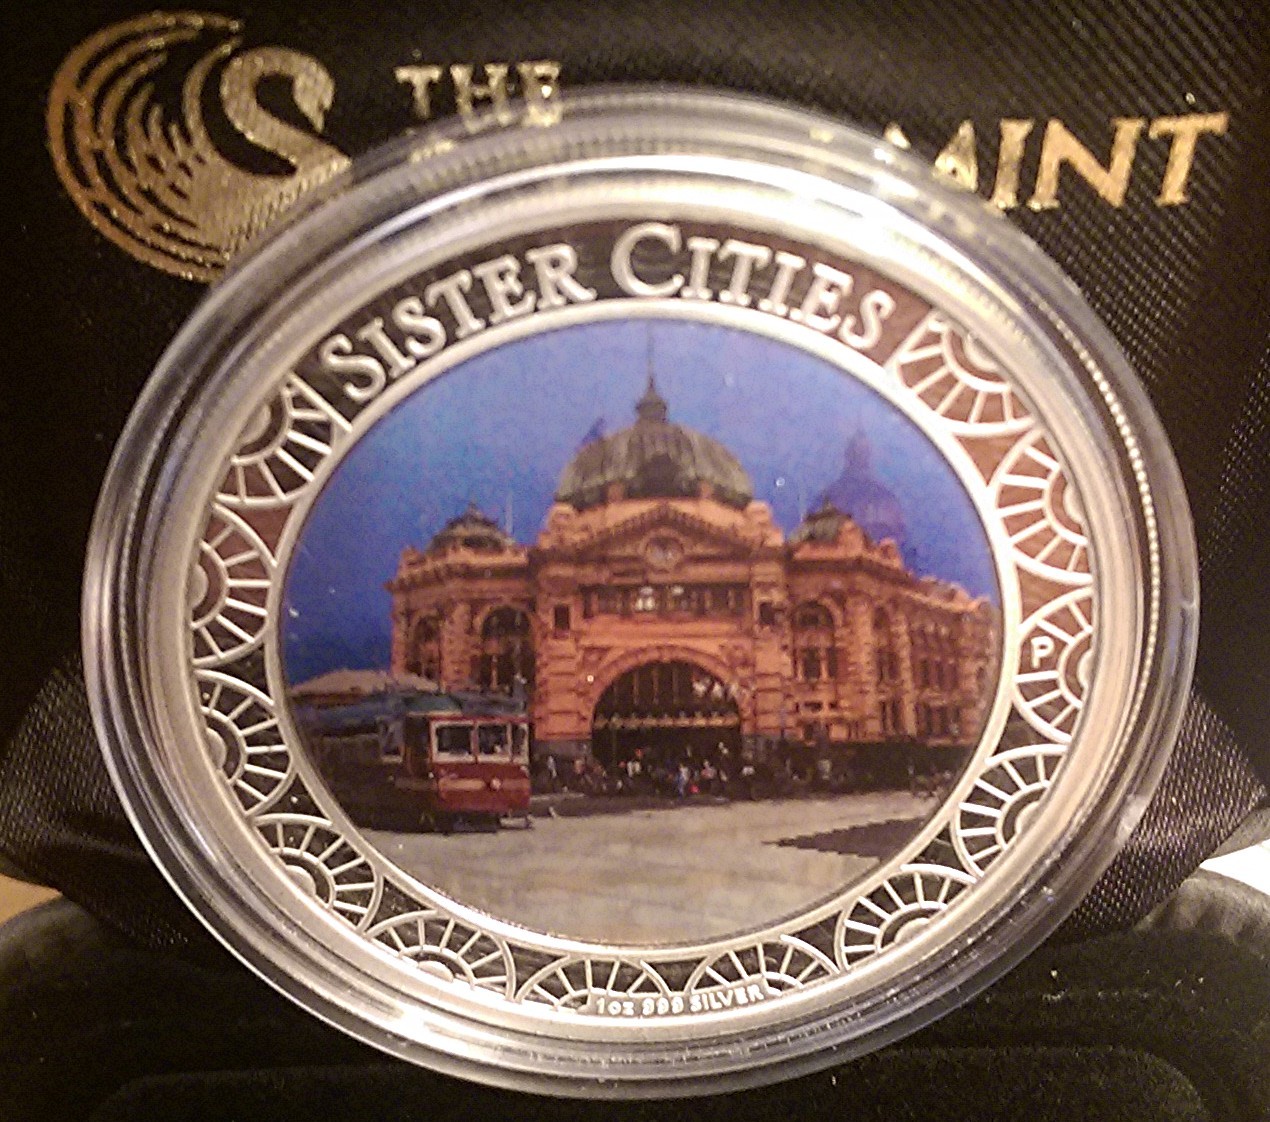 THE MINT
SISTER CITIES
P
1oz 999 SILVER